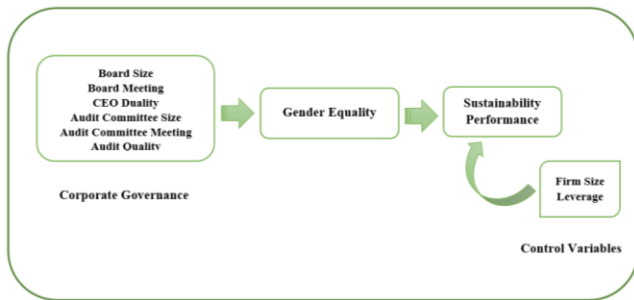 Board Size
Board Meeting
CEO Duality
Audit Committee Size
Audit Committee Meeting
Audit Quality
Corporate Governance
Gender Equality
Sustainability
Performance
Firm Size
Leverage
Control Variables